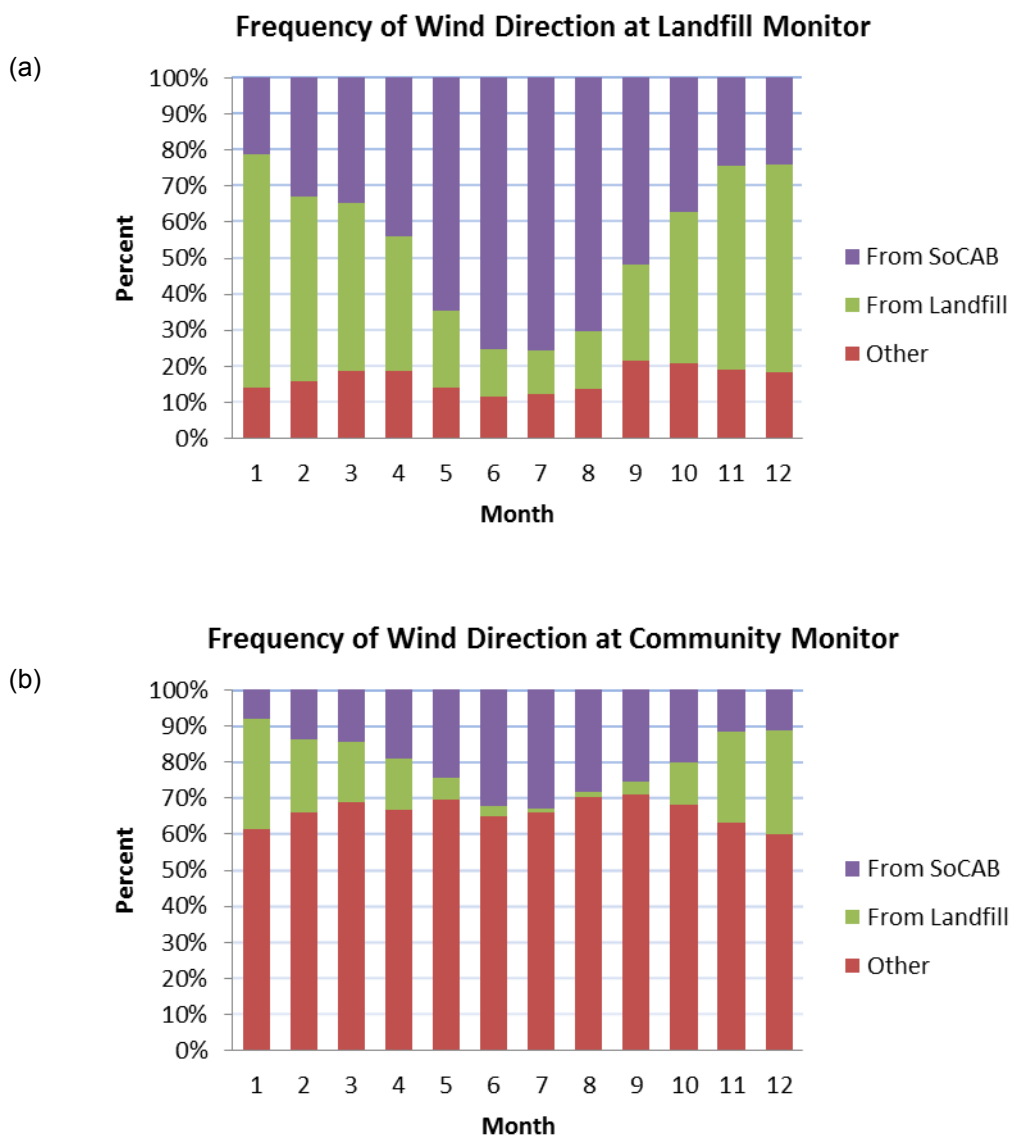 Frequency of Wind Direction at Landfill Monitor
(a)
100%
90%
80%
70%
60%
50%
40%
30%
20%
10%
0%
Percent
From SoCAB
From Landfill
Other
1 2 3 4 5 6 7 8 9 10 11 12
Month
Frequency of Wind Direction at Community Monitor
(b)
100%
90%
80%
70%
60%
50%
40%
30%
20%
10%
0%
Percent
From SoCAB
From Landfill
Other
1 2 3 4 5 6 7 8 9 10 11 12
Month